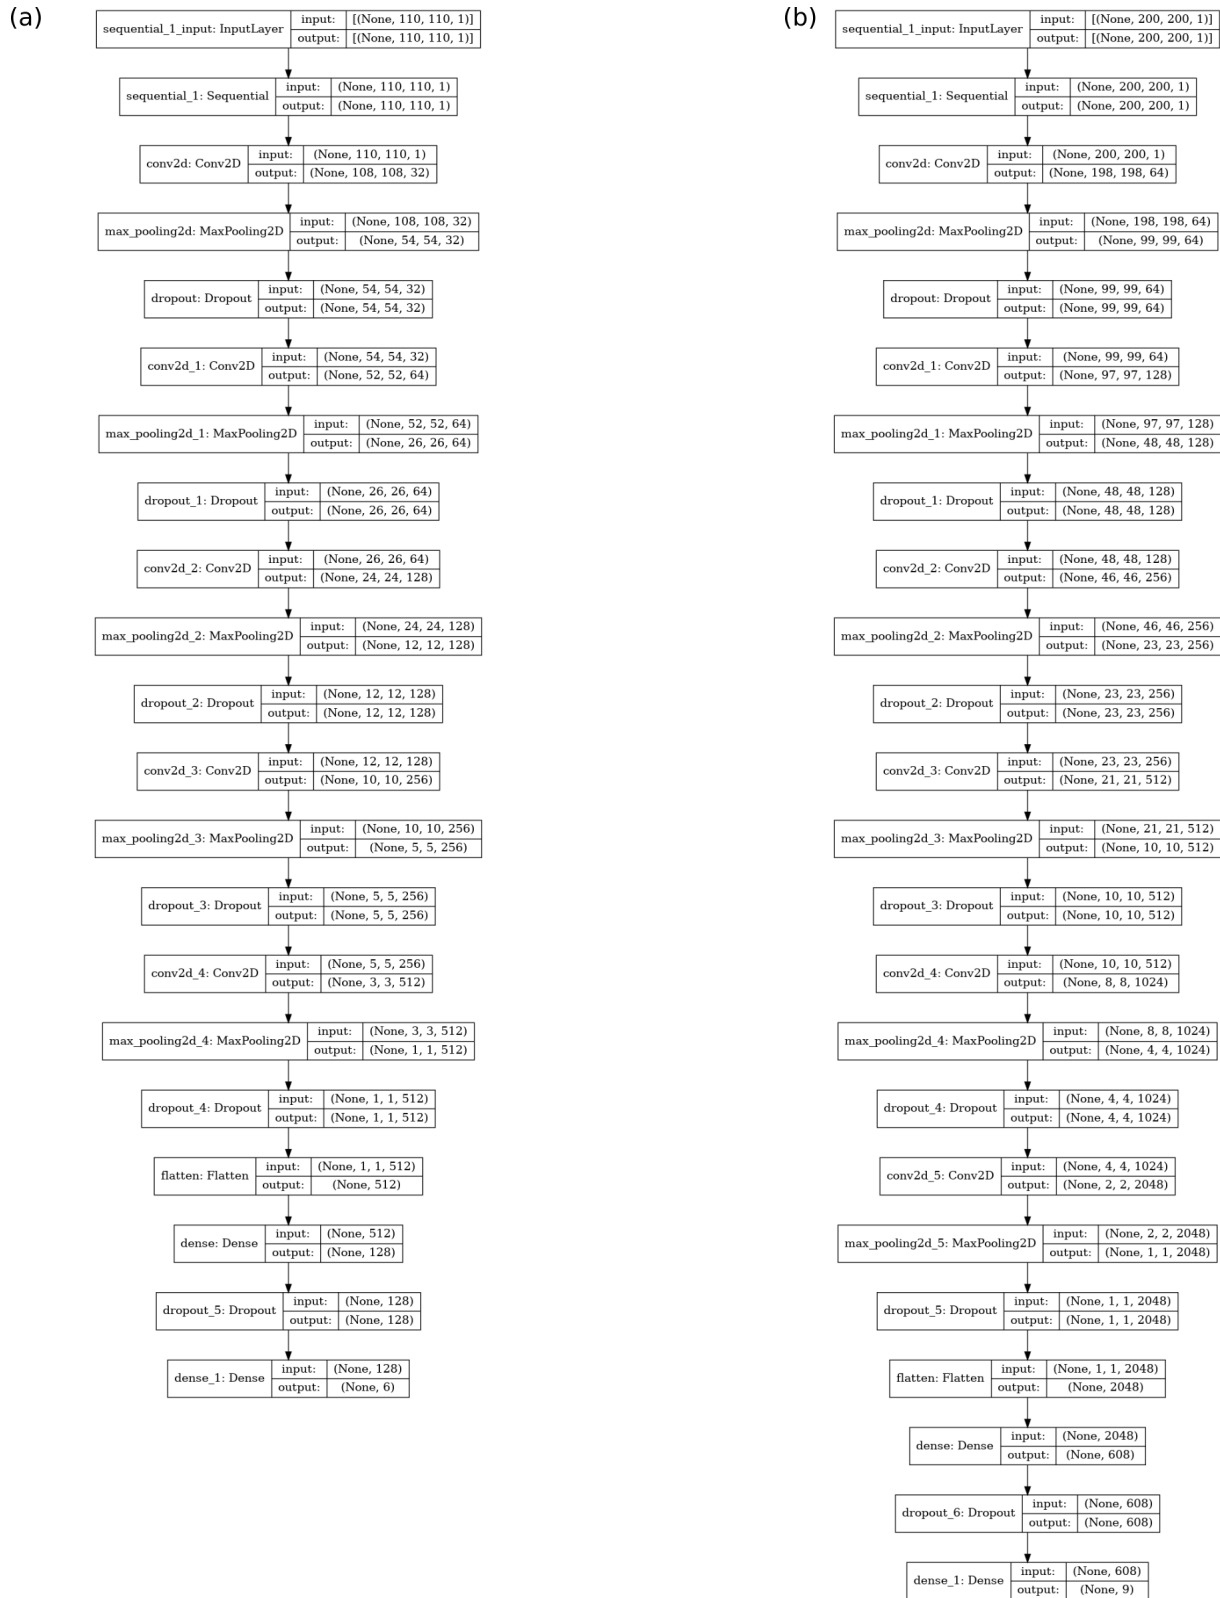 (a)
sequential_1_input: InputLayer input: [(None, 110, 110, 1)]
output: [(None, 110, 110, 1)]
sequential_1: Sequential input: (None, 110, 110, 1)
output: (None, 110, 110, 1)
conv2d: Conv2D input: (None, 110, 110, 1)
output: (None, 108, 108, 32)
max_pooling2d: MaxPooling2D input: (None, 108, 108, 32)
output: (None, 54, 54, 32)
dropout: Dropout input: (None, 54, 54, 32)
output: (None, 54, 54, 32)
conv2d_1: Conv2D input: (None, 54, 54, 32)
output: (None, 52, 52, 64)
max_pooling2d_1: MaxPooling2D input: (None, 52, 52, 64)
output: (None, 26, 26, 64)
dropout_1: Dropout input: (None, 26, 26, 64)
output: (None, 26, 26, 64)
conv2d_2: Conv2D input: (None, 26, 26, 64)
output: (None, 24, 24, 128)
max_pooling2d_2: MaxPooling2D input: (None, 24, 24, 128)
output: (None, 12, 12, 128)
dropout_2: Dropout input: (None, 12, 12, 128)
output: (None, 12, 12, 128)
conv2d_3: Conv2D input: (None, 12, 12, 128)
output: (None, 10, 10, 256)
max_pooling2d_3: MaxPooling2D input: (None, 10, 10, 256)
output: (None, 5, 5, 256)
dropout_3: Dropout input: (None, 5, 5, 256)
output: (None, 5, 5, 256)
conv2d_4: Conv2D input: (None, 5, 5, 256)
output: (None, 3, 3, 512)
max_pooling2d_4: MaxPooling2D input: (None, 3, 3, 512)
output: (None, 1, 1, 512)
dropout_4: Dropout input: (None, 1, 1, 512)
output: (None, 1, 1, 512)
flatten: Flatten input: (None, 1, 1, 512)
output: (None, 512)
dense: Dense input: (None, 512)
output: (None, 128)
dropout_5: Dropout input: (None, 128)
output: (None, 128)
dense_1: Dense input: (None, 128)
output: (None, 6)
(b)
sequential_1_input: InputLayer input: [(None, 200, 200, 1)]
output: [(None, 200, 200, 1)]
sequential_1: Sequential input: (None, 200, 200, 1)
output: (None, 200, 200, 1)
conv2d: Conv2D input: (None, 200, 200, 1)
output: (None, 198, 198, 64)
max_pooling2d: MaxPooling2D input: (None, 198, 198, 64)
output: (None, 99, 99, 64)
dropout: Dropout input: (None, 99, 99, 64)
output: (None, 99, 99, 64)
conv2d_1: Conv2D input: (None, 99, 99, 64)
output: (None, 97, 97, 128)
max_pooling2d_1: MaxPooling2D input: (None, 97, 97, 128)
output: (None, 48, 48, 128)
dropout_1: Dropout input: (None, 48, 48, 128)
output: (None, 48, 48, 128)
conv2d_2: Conv2D input: (None, 48, 48, 128)
output: (None, 46, 46, 256)
max_pooling2d_2: MaxPooling2D input: (None, 46, 46, 256)
output: (None, 23, 23, 256)
dropout_2: Dropout input: (None, 23, 23, 256)
output: (None, 23, 23, 256)
conv2d_3: Conv2D input: (None, 23, 23, 256)
output: (None, 21, 21, 512)
max_pooling2d_3: MaxPooling2D input: (None, 21, 21, 512)
output: (None, 10, 10, 512)
dropout_3: Dropout input: (None, 10, 10, 512)
output: (None, 10, 10, 512)
conv2d_4: Conv2D input: (None, 10, 10, 512)
output: (None, 8, 8, 1024)
max_pooling2d_4: MaxPooling2D input: (None, 8, 8, 1024)
output: (None, 4, 4, 1024)
dropout_4: Dropout input: (None, 4, 4, 1024)
output: (None, 4, 4, 1024)
conv2d_5: Conv2D input: (None, 4, 4, 1024)
output: (None, 2, 2, 2048)
max_pooling2d_5: MaxPooling2D input: (None, 2, 2, 2048)
output: (None, 1, 1, 2048)
dropout_5: Dropout input: (None, 1, 1, 2048)
output: (None, 1, 1, 2048)
flatten: Flatten input: (None, 1, 1, 2048)
output: (None, 2048)
dense: Dense input: (None, 2048)
output: (None, 608)
dropout_6: Dropout input: (None, 608)
output: (None, 608)
dense_1: Dense input: (None, 608)
output: (None, 9)